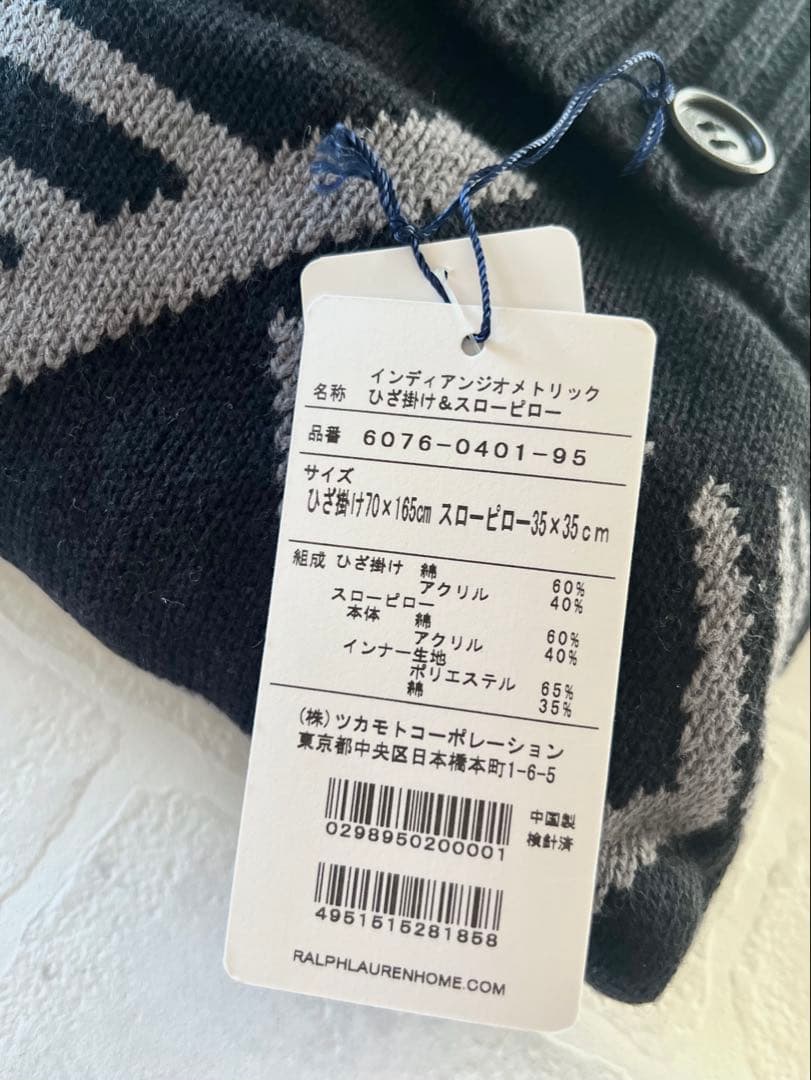 インディアンジオメトリック
名称 ひざ掛け&スローピロー
品番 6076-0401-95
サイズ
ひざ掛け70×165cm スローピロー35×35cm
組成 ひざ掛け 綿 60%
アクリル 40%
スローピロー
本体 綿 60%
アクリル 40%
インナー生地
ポリエステル 65%
綿 35%
(株)ツカモトコーポレーション
東京都中央区日本橋本町1-6-5
中国製
検針済
0298950200001
4951515281858
RALPHLAURENHOME.COM